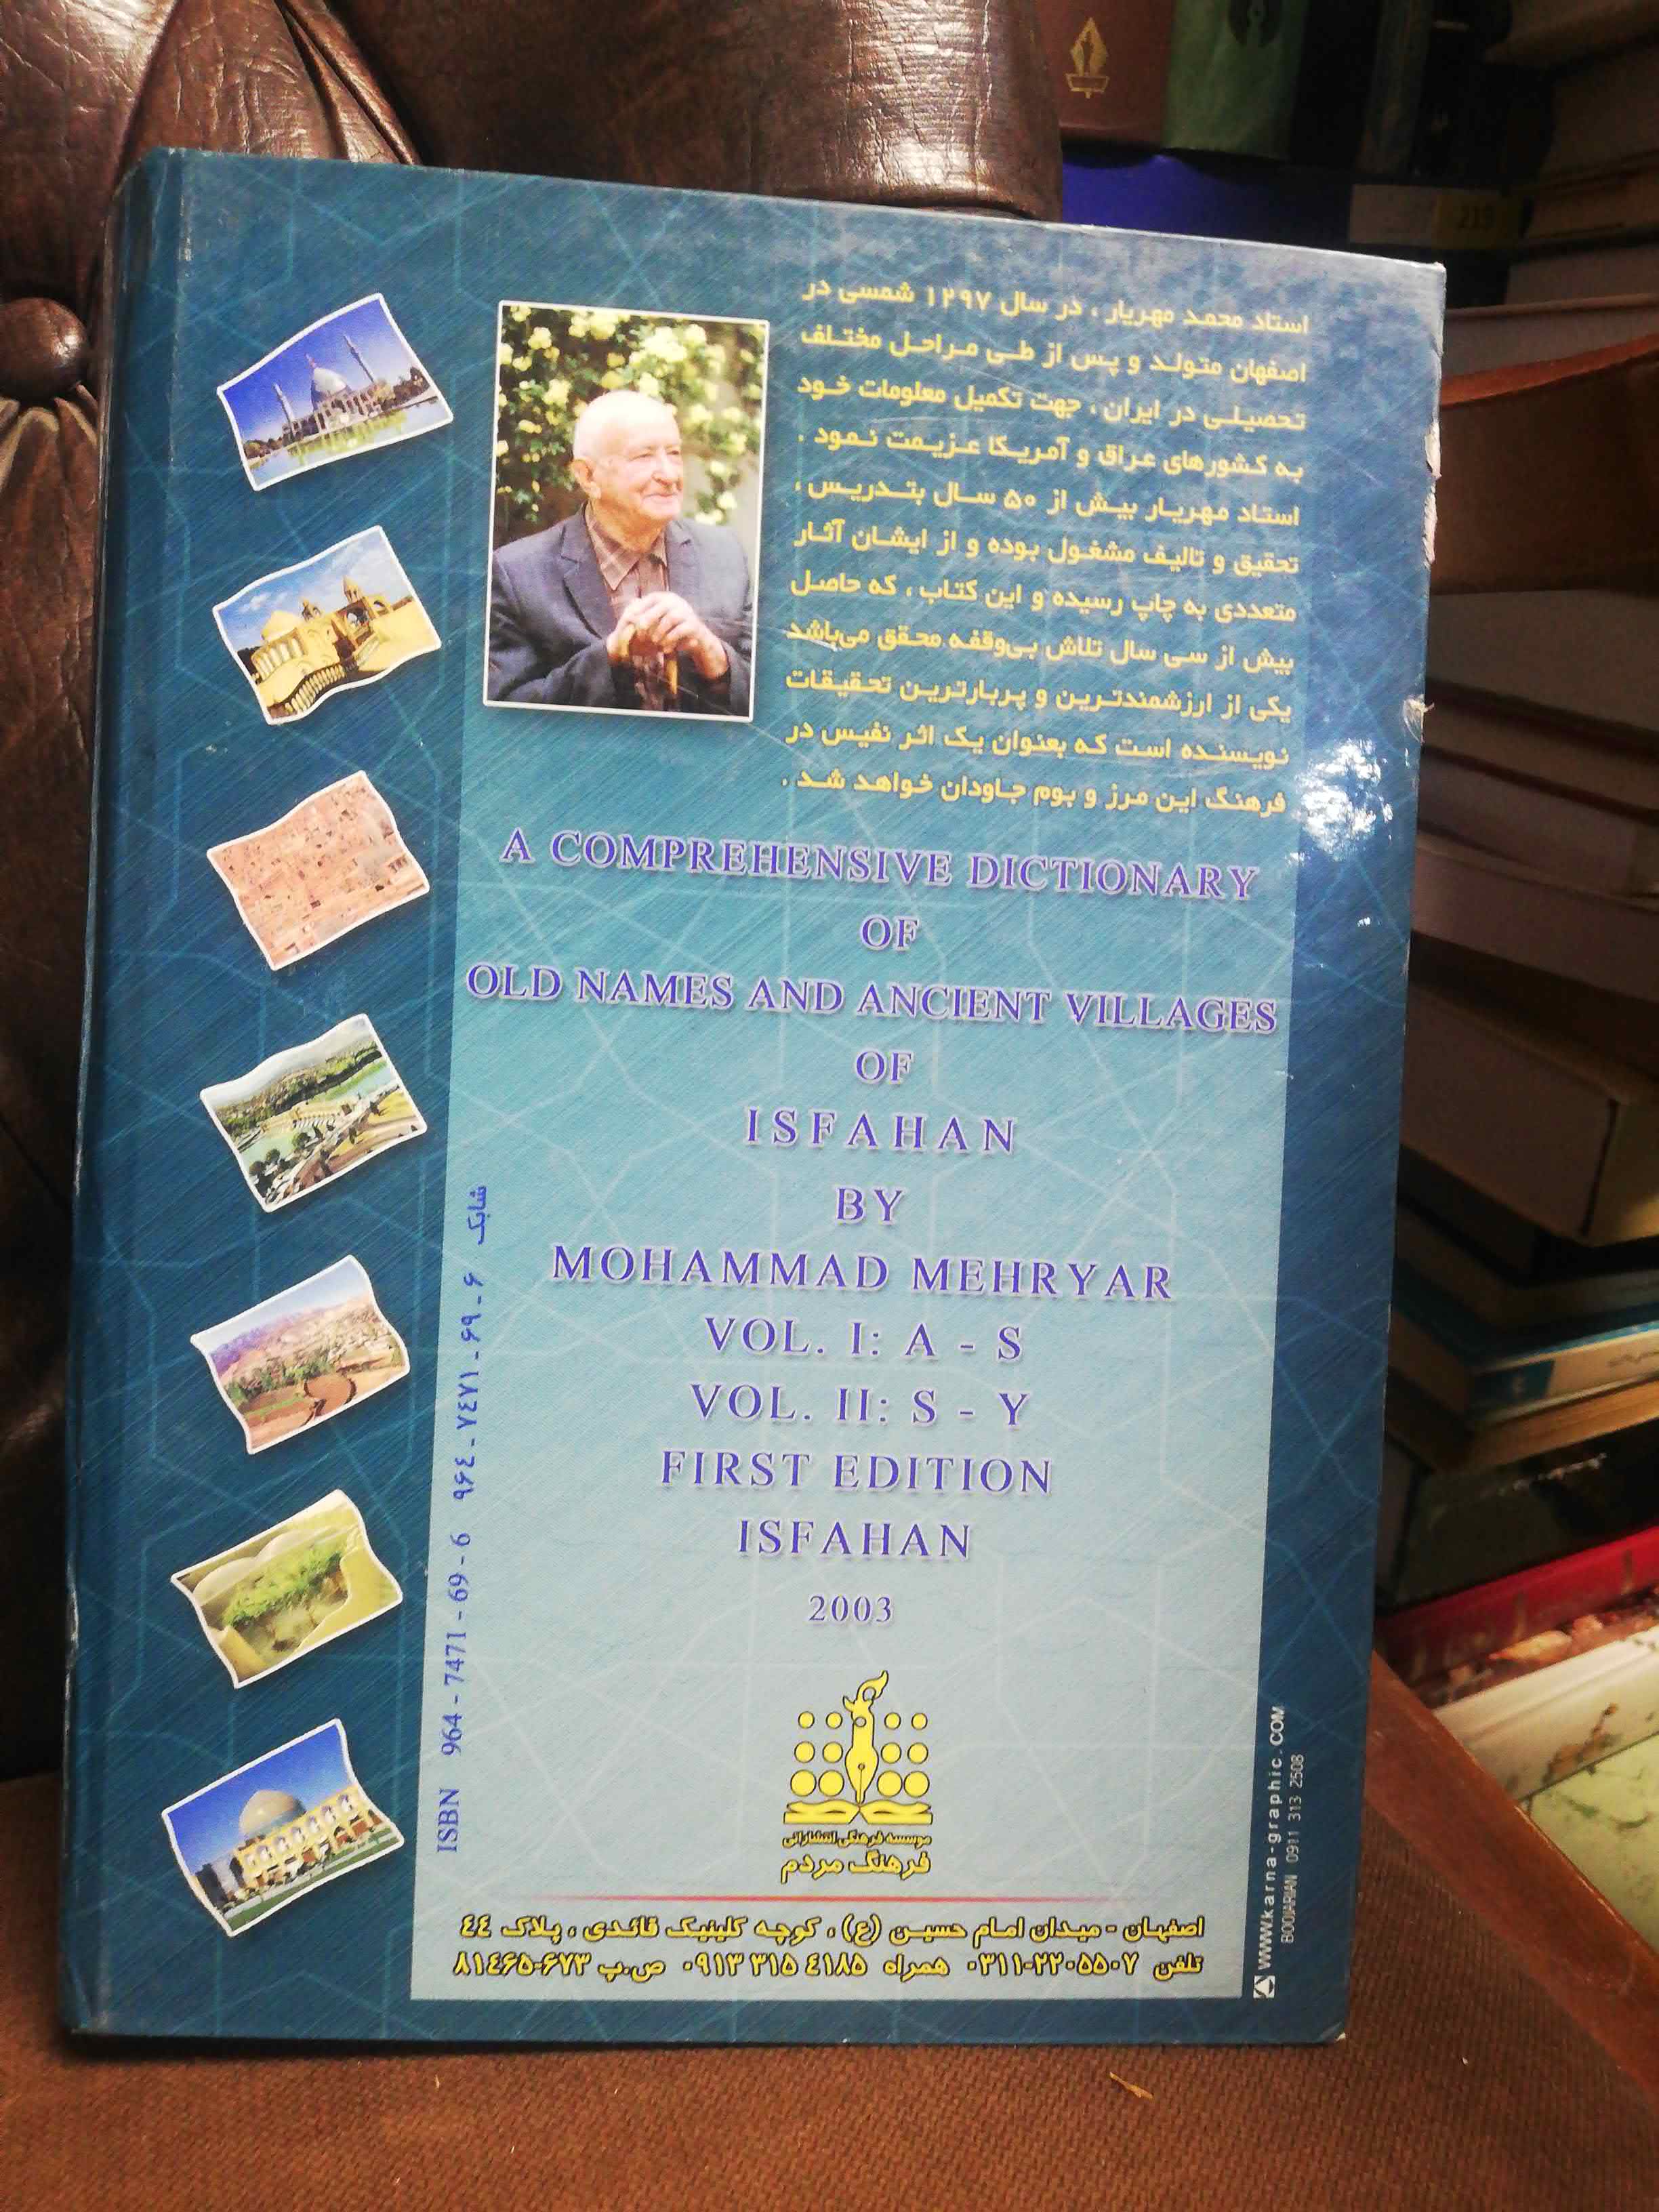 استاد محمد مهریار ، در سال ۱۲۹۷ شمسی در
اصفهان متولد و پس از طی مراحل مختلف
تحصیلی در ایران ، جهت تکمیل معلومات خود
به کشورهای عراق و آمریکا عزیمت نمود .
استاد مهریار بیش از ۵۰ سال بتدریس ،
تحقیق و تالیف مشغول بوده و از ایشان آثار
متعددی به چاپ رسیده و این کتاب ، که حاصل
بیش از سی سال تلاش بی‌وقفه محقق می‌باشد
یکی از ارزشمندترین و پربارترین تحقیقات
نویسنده است که بعنوان یک اثر نفیس در
فرهنگ این مرز و بوم جاودان خواهد شد .
A COMPREHENSIVE DICTIONARY
OF
OLD NAMES AND ANCIENT VILLAGES
OF
ISFAHAN
BY
MOHAMMAD MEHRYAR
VOL. I: A - S
VOL. II: S - Y
FIRST EDITION
ISFAHAN
2003
موسسه فرهنگی انتشاراتی
فرهنگ مردم
اصفهان - میدان امام حسین (ع) ، کوچه کلینیک قائدی ، پلاک ٤٤
تلفن ۰۳۱۱-۲۲۰۵۵۰۷ همراه ۰۹۱۳ ۳۱۵ ٤۱۸۵ ص.پ ۸۱٤۶۵-۶۷۳
ISBN 964 - 7471 - 69 - 6
شابک ۶ - ۶۹ - ۷٤۷۱ - ۹۶٤
WWW.karna-graphic.COM
0911 313 2508
219